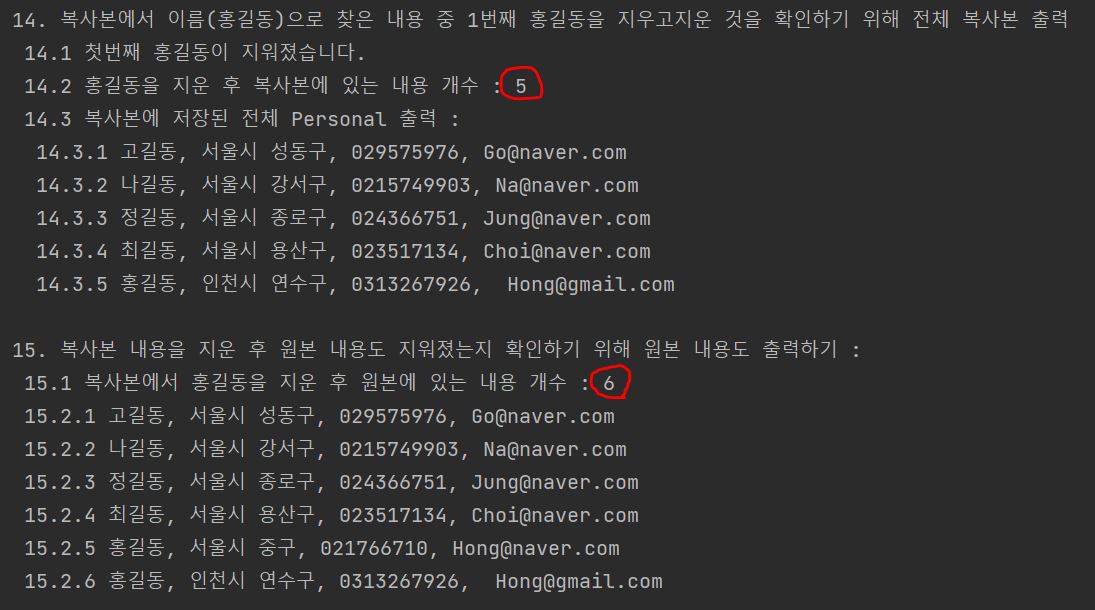 14. 복사본에서 이름(홍길동)으로 찾은 내용 중 1번째 홍길동을 지우고지운 것을 확인하기 위해 전체 복사본 출력
14.1 첫번째 홍길동이 지워졌습니다.
14.2 홍길동을 지운 후 복사본에 있는 내용 개수 : 5
14.3 복사본에 저장된 전체 Personal 출력 :
14.3.1 고길동, 서울시 성동구, 029575976, Go@naver.com
14.3.2 나길동, 서울시 강서구, 0215749903, Na@naver.com
14.3.3 정길동, 서울시 종로구, 024366751, Jung@naver.com
14.3.4 최길동, 서울시 용산구, 023517134, Choi@naver.com
14.3.5 홍길동, 인천시 연수구, 0313267926,  Hong@gmail.com
15. 복사본 내용을 지운 후 원본 내용도 지워졌는지 확인하기 위해 원본 내용도 출력하기 :
15.1 복사본에서 홍길동을 지운 후 원본에 있는 내용 개수 : 6
15.2.1 고길동, 서울시 성동구, 029575976, Go@naver.com
15.2.2 나길동, 서울시 강서구, 0215749903, Na@naver.com
15.2.3 정길동, 서울시 종로구, 024366751, Jung@naver.com
15.2.4 최길동, 서울시 용산구, 023517134, Choi@naver.com
15.2.5 홍길동, 서울시 중구, 021766710, Hong@naver.com
15.2.6 홍길동, 인천시 연수구, 0313267926,  Hong@gmail.com